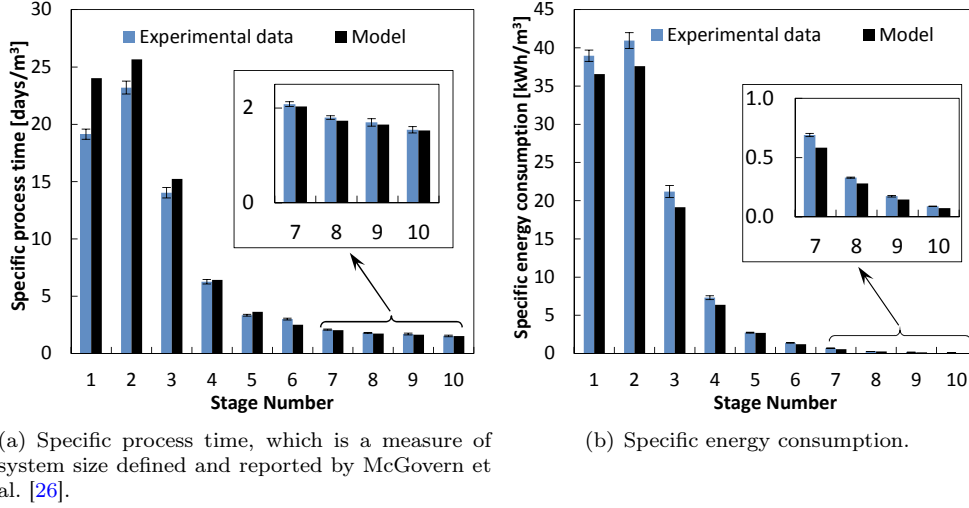 30
25
20
15
10
5
0
Specific process time [days/m³]
Experimental data
Model
2
0
7 8 9 10
1 2 3 4 5 6 7 8 9 10
Stage Number
(a) Specific process time, which is a measure of
system size defined and reported by McGovern et
al. [26].
45
40
35
30
25
20
15
10
5
0
Specific energy consumption [kWh/m³]
Experimental data
Model
1.0
0.5
0.0
7 8 9 10
1 2 3 4 5 6 7 8 9 10
Stage Number
(b) Specific energy consumption.